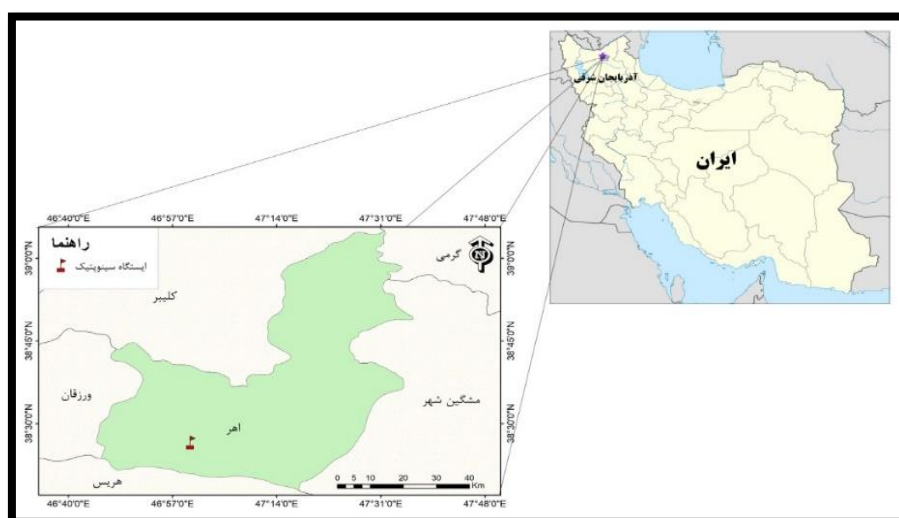 آذربایجان شرقی
ایران
46°40'0"E 46°57'0"E 47°14'0"E 47°31'0"E 47°48'0"E
راهنما
ایستگاه سینوپتیک
N
گرمی
39°0'0"N
39°0'0"N
کلیبر
38°45'0"N
38°45'0"N
ورزقان
مشگین شهر
اهر
38°30'0"N
38°30'0"N
هریس
0 5 10 20 30 40 Km
46°40'0"E 46°57'0"E 47°14'0"E 47°31'0"E 47°48'0"E